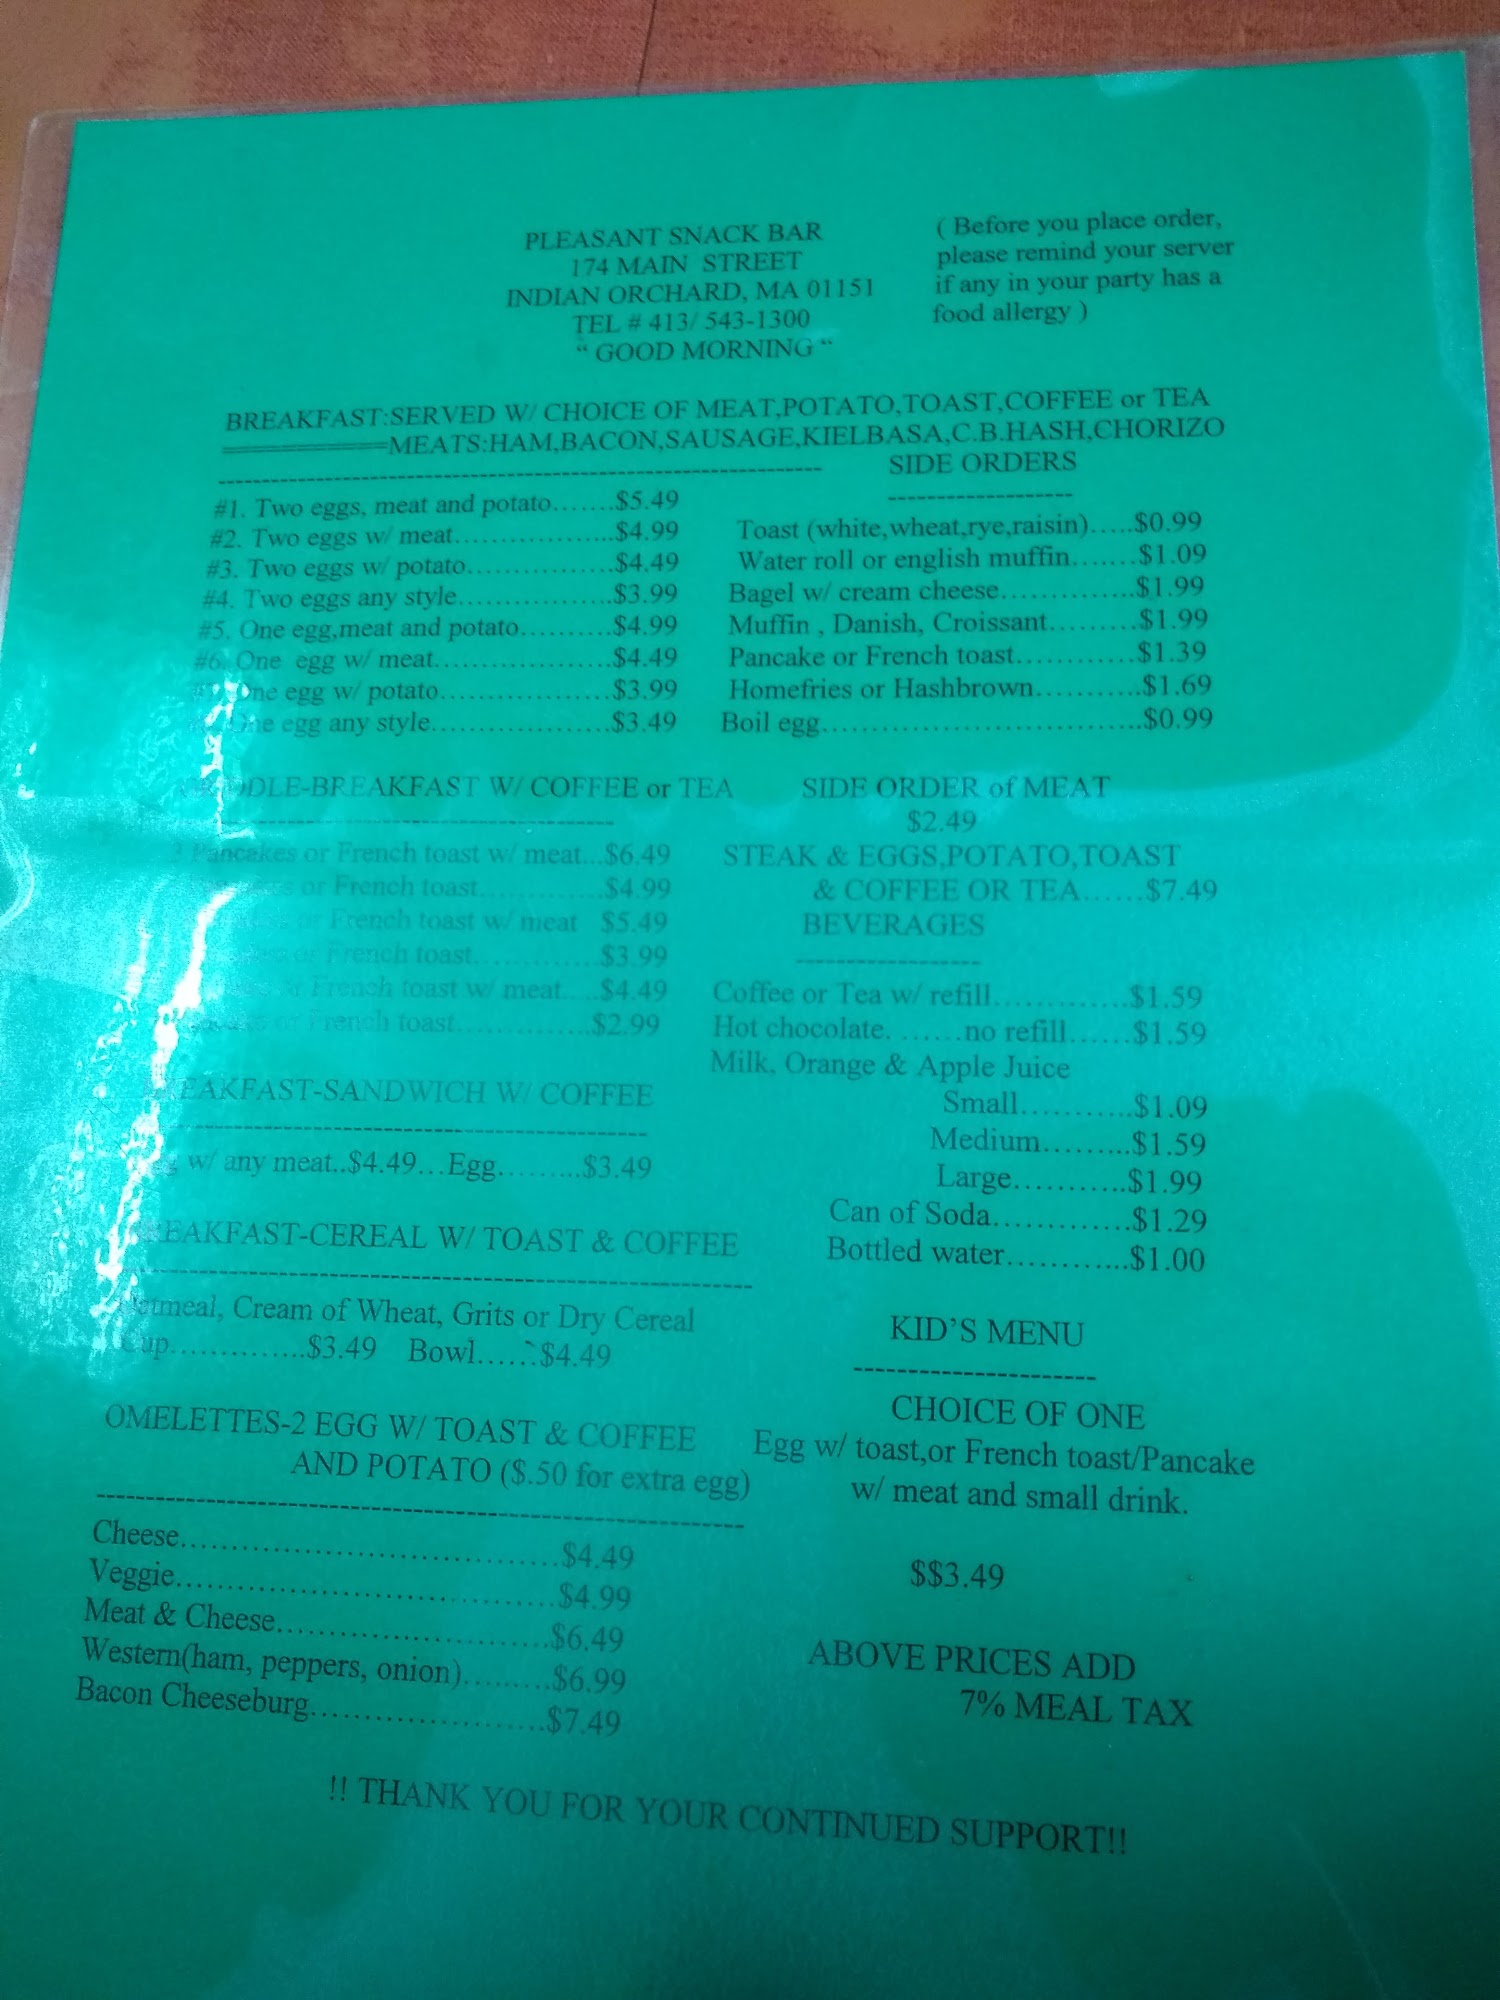 PLEASANT SNACK BAR
174 MAIN STREET
INDIAN ORCHARD, MA 01151
TEL # 413/ 543-1300
“ GOOD MORNING “
( Before you place order,
please remind your server
if any in your party has a
food allergy )
BREAKFAST:SERVED W/ CHOICE OF MEAT,POTATO,TOAST,COFFEE or TEA
==========MEATS:HAM,BACON,SAUSAGE,KIELBASA,C.B.HASH,CHORIZO
#1. Two eggs, meat and potato.......$5.49
#2. Two eggs w/ meat..................$4.99
#3. Two eggs w/ potato................$4.49
#4. Two eggs any style.................$3.99
#5. One egg,meat and potato..........$4.99
#6. One egg w/ meat....................$4.49
One egg w/ potato...................$3.99
One egg any style....................$3.49
SIDE ORDERS
-------------------
Toast (white,wheat,rye,raisin).....$0.99
Water roll or english muffin.......$1.09
Bagel w/ cream cheese..............$1.99
Muffin , Danish, Croissant.........$1.99
Pancake or French toast............$1.39
Homefries or Hashbrown...........$1.69
Boil egg...................................$0.99
GRIDDLE-BREAKFAST W/ COFFEE or TEA
3 Pancakes or French toast w/ meat...$6.49
or French toast..............$4.99
or French toast w/ meat $5.49
or French toast..............$3.99
or French toast w/ meat.....$4.49
or French toast...............$2.99
SIDE ORDER of MEAT
$2.49
STEAK & EGGS,POTATO,TOAST
& COFFEE OR TEA......$7.49
BEVERAGES
-------------------
Coffee or Tea w/ refill.............$1.59
Hot chocolate. .......no refill......$1.59
Milk, Orange & Apple Juice
Small...........$1.09
Medium.........$1.59
Large...........$1.99
Can of Soda.............$1.29
Bottled water............$1.00
BREAKFAST-SANDWICH W/ COFFEE
Egg w/ any meat..$4.49...Egg.........$3.49
BREAKFAST-CEREAL W/ TOAST & COFFEE
Oatmeal, Cream of Wheat, Grits or Dry Cereal
Cup..............$3.49 Bowl......$4.49
OMELETTES-2 EGG W/ TOAST & COFFEE
AND POTATO ($.50 for extra egg)
Cheese.....................................$4.49
Veggie.....................................$4.99
Meat & Cheese..........................$6.49
Western(ham, peppers, onion).........$6.99
Bacon Cheeseburg.......................$7.49
KID’S MENU
----------------------
CHOICE OF ONE
Egg w/ toast,or French toast/Pancake
w/ meat and small drink.
$$3.49
ABOVE PRICES ADD
7% MEAL TAX
!! THANK YOU FOR YOUR CONTINUED SUPPORT!!